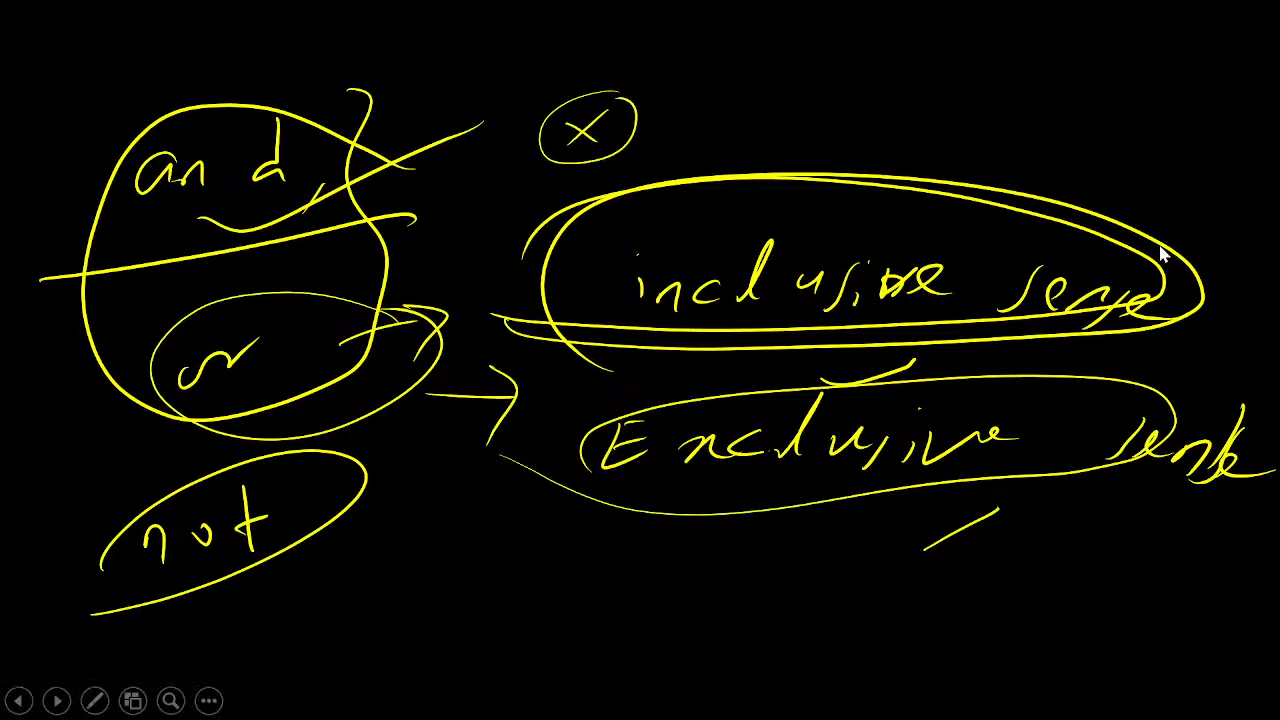 and,
x
inclusive sense
or
Exclusive sense
not